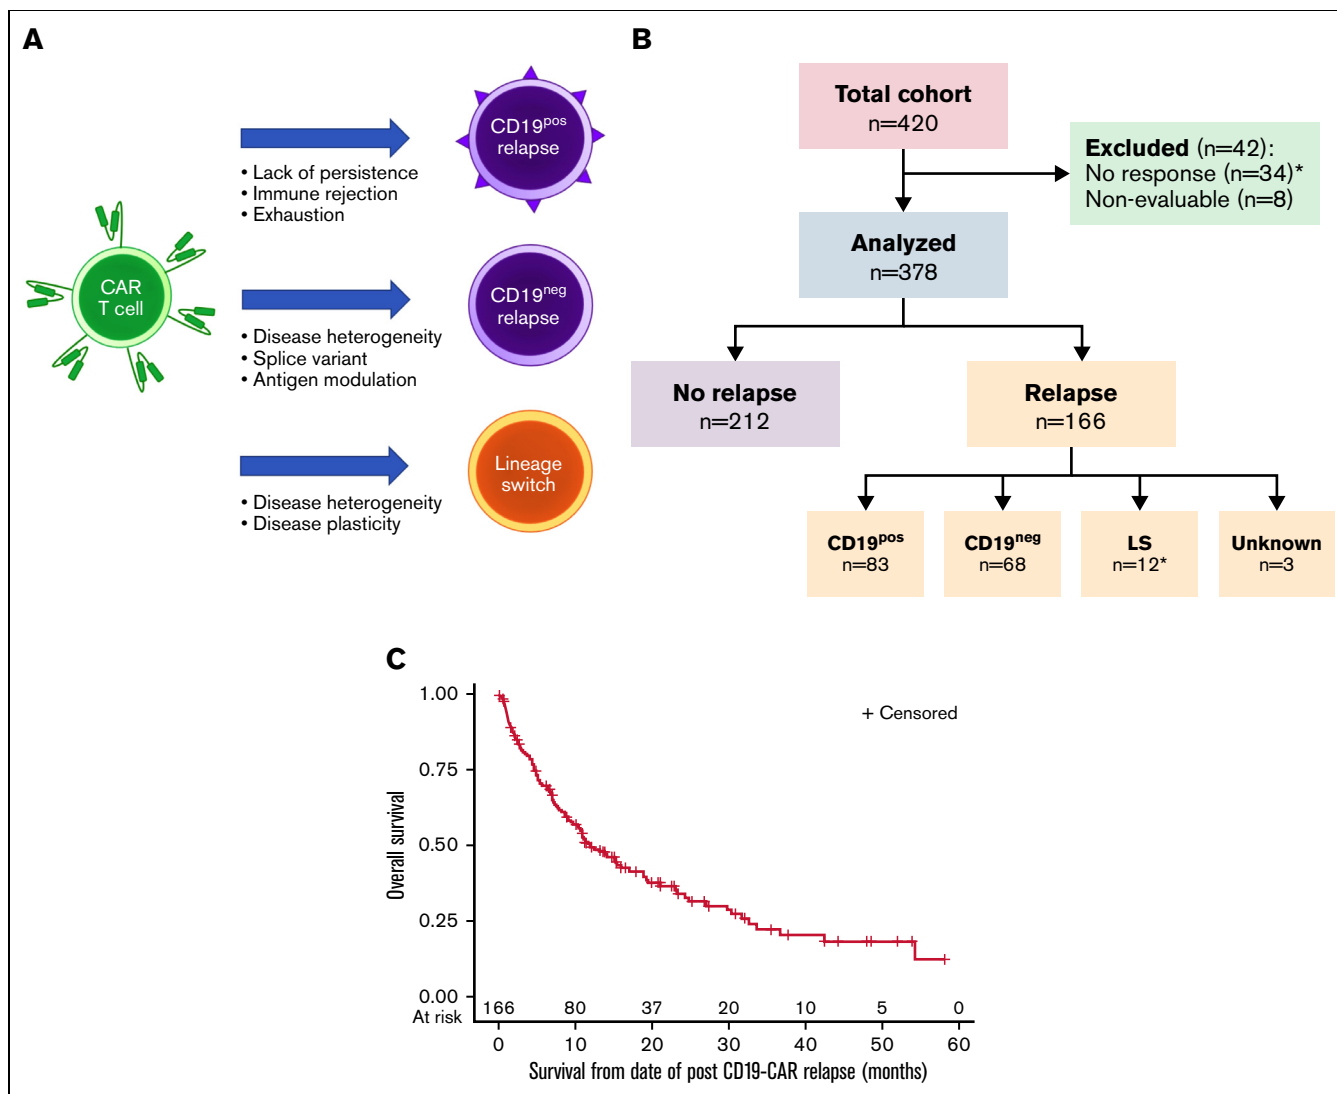 A
CAR
T cell
• Lack of persistence
• Immune rejection
• Exhaustion
CD19pos
relapse
• Disease heterogeneity
• Splice variant
• Antigen modulation
CD19neg
relapse
• Disease heterogeneity
• Disease plasticity
Lineage
switch
B
Total cohort
n=420
Excluded (n=42):
No response (n=34)*
Non-evaluable (n=8)
Analyzed
n=378
No relapse
n=212
Relapse
n=166
CD19pos
n=83
CD19neg
n=68
LS
n=12*
Unknown
n=3
C
Overall survival
1.00
0.75
0.50
0.25
0.00
+ Censored
At risk
166 80 37 20 10 5 0
0 10 20 30 40 50 60
Survival from date of post CD19-CAR relapse (months)